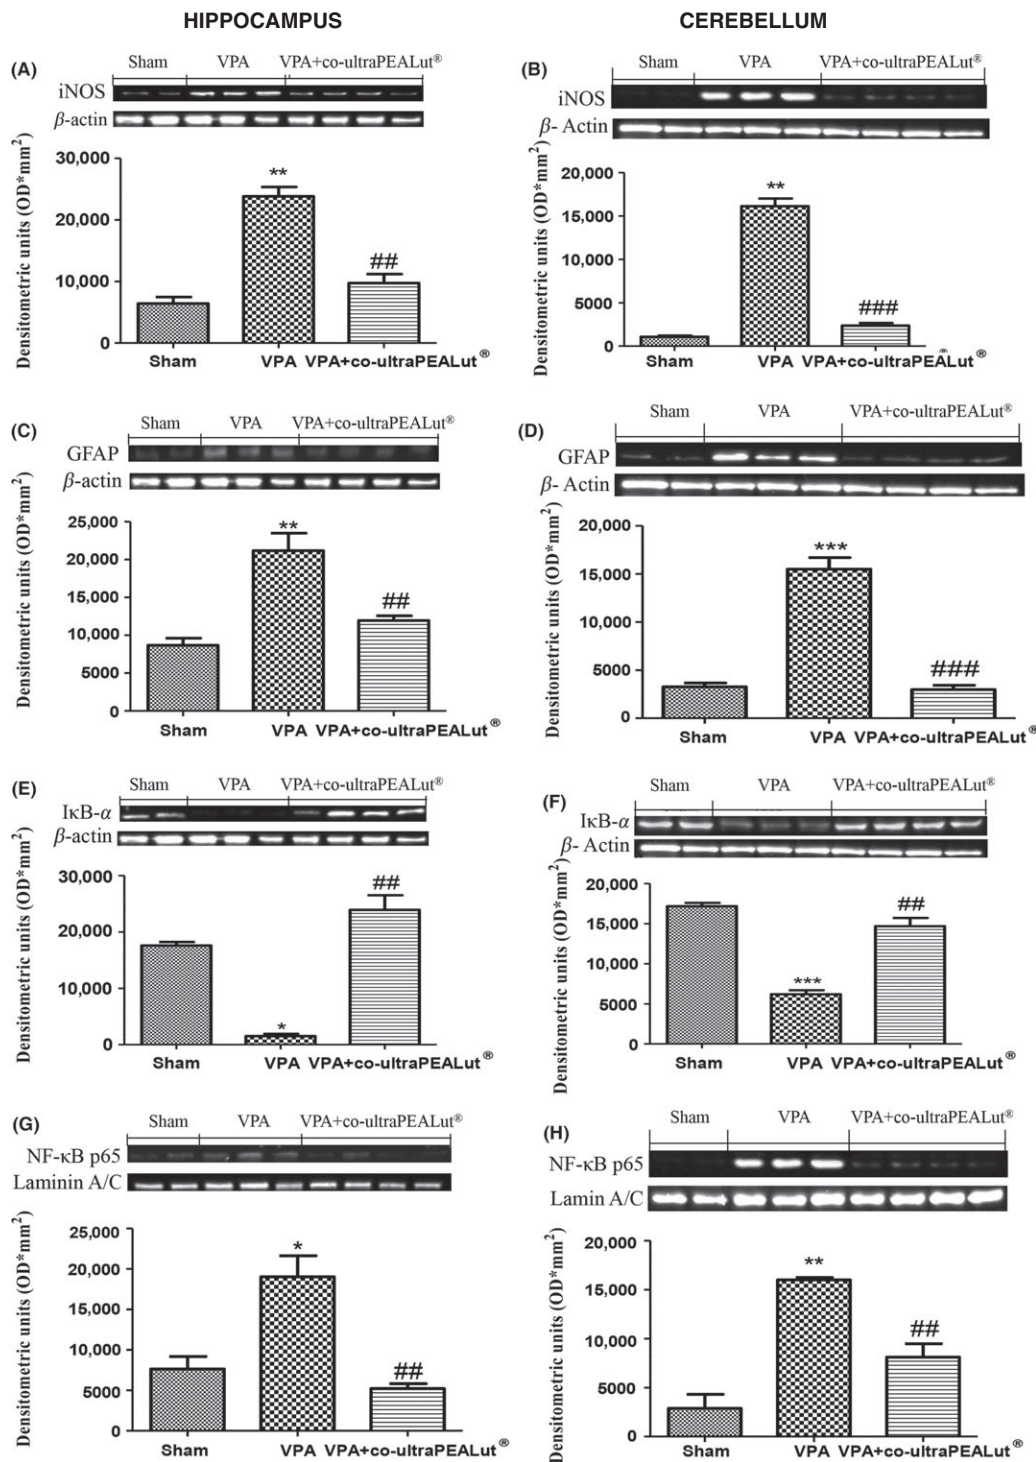 HIPPOCAMPUS
CEREBELLUM
(A)
Sham VPA VPA+co-ultraPEALut®
iNOS
β-actin
Densitometric units (OD*mm²)
30,000
20,000
10,000
0
**
##
Sham VPA VPA+co-ultraPEALut®
(B)
Sham VPA VPA+co-ultraPEALut®
iNOS
β- Actin
Densitometric units (OD*mm²)
20,000
15,000
10,000
5000
0
**
###
Sham VPA VPA+co-ultraPEALut®
(C)
Sham VPA VPA+co-ultraPEALut®
GFAP
β-actin
Densitometric units (OD*mm²)
25,000
20,000
15,000
10,000
5000
0
**
##
Sham VPA VPA+co-ultraPEALut®
(D)
Sham VPA VPA+co-ultraPEALut®
GFAP
β- Actin
Densitometric units (OD*mm²)
20,000
15,000
10,000
5000
0
***
###
Sham VPA VPA+co-ultraPEALut®
(E)
Sham VPA VPA+co-ultraPEALut®
IκB-α
β-actin
Densitometric units (OD*mm²)
30,000
20,000
10,000
0
*
##
Sham VPA VPA+co-ultraPEALut®
(F)
Sham VPA VPA+co-ultraPEALut®
IκB-α
β- Actin
Densitometric units (OD*mm²)
20,000
15,000
10,000
5000
0
***
##
Sham VPA VPA+co-ultraPEALut®
(G)
Sham VPA VPA+co-ultraPEALut®
NF-κB p65
Laminin A/C
Densitometric units (OD*mm²)
25,000
20,000
15,000
10,000
5000
0
*
##
Sham VPA VPA+co-ultraPEALut®
(H)
Sham VPA VPA+co-ultraPEALut®
NF-κB p65
Lamin A/C
Densitometric units (OD*mm²)
20,000
15,000
10,000
5000
0
**
##
Sham VPA VPA+co-ultraPEALut®